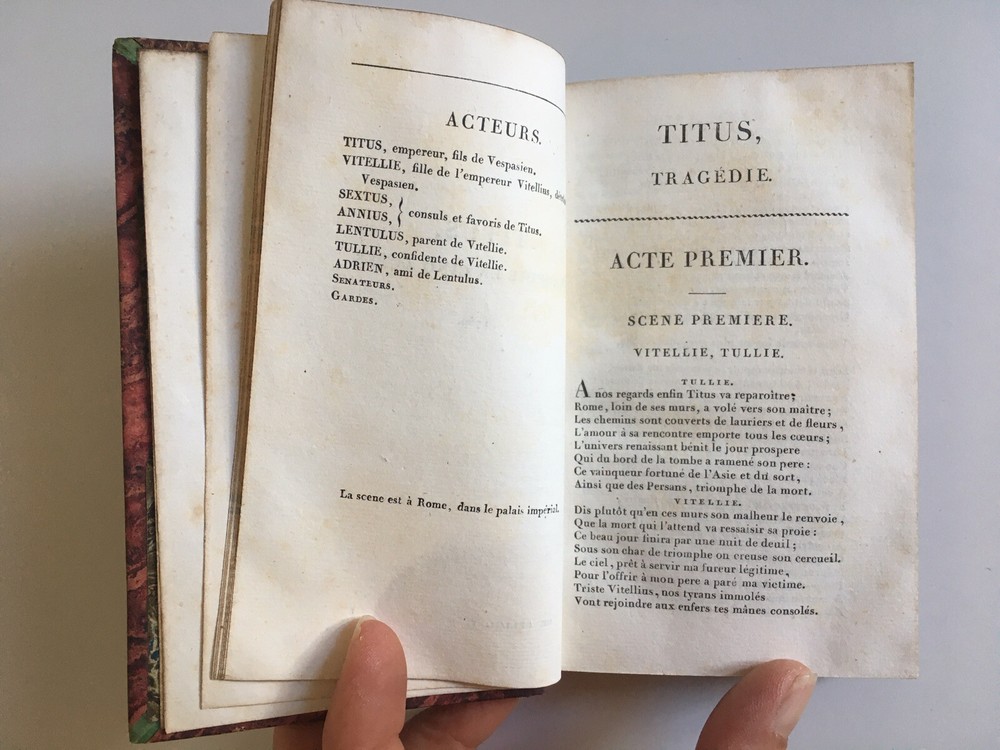 ACTEURS.
TITUS, empereur, fils de Vespasien.
VITELLIE, fille de l'empereur Vitellius,
Vespasien.
SEXTUS,
ANNIUS, } consuls et favoris de Titus.
LENTULUS, parent de Vitellie.
TULLIE, confidente de Vitellie.
ADRIEN, ami de Lentulus.
SENATEURS.
GARDES.
La scene est à Rome, dans le palais impérial.
TITUS,
TRAGÉDIE.
ACTE PREMIER.
SCENE PREMIERE.
VITELLIE, TULLIE.
TULLIE.
A nos regards enfin Titus va reparoître;
Rome, loin de ses murs, a volé vers son maître;
Les chemins sont couverts de lauriers et de fleurs,
L'amour à sa rencontre emporte tous les cœurs;
L'univers renaissant bénit le jour prospere
Qui du bord de la tombe a ramené son pere:
Ce vainqueur fortuné de l'Asie et du sort,
Ainsi que des Persans, triomphe de la mort.
VITELLIE.
Dis plutôt qu'en ces murs son malheur le renvoie,
Que la mort qui l'attend va ressaisir sa proie:
Ce beau jour finira par une nuit de deuil;
Sous son char de triomphe on creuse son cercueil.
Le ciel, prêt à servir ma fureur légitime,
Pour l'offrir à mon pere a paré ma victime.
Triste Vitellius, nos tyrans immolés
Vont rejoindre aux enfers tes mânes consolés.